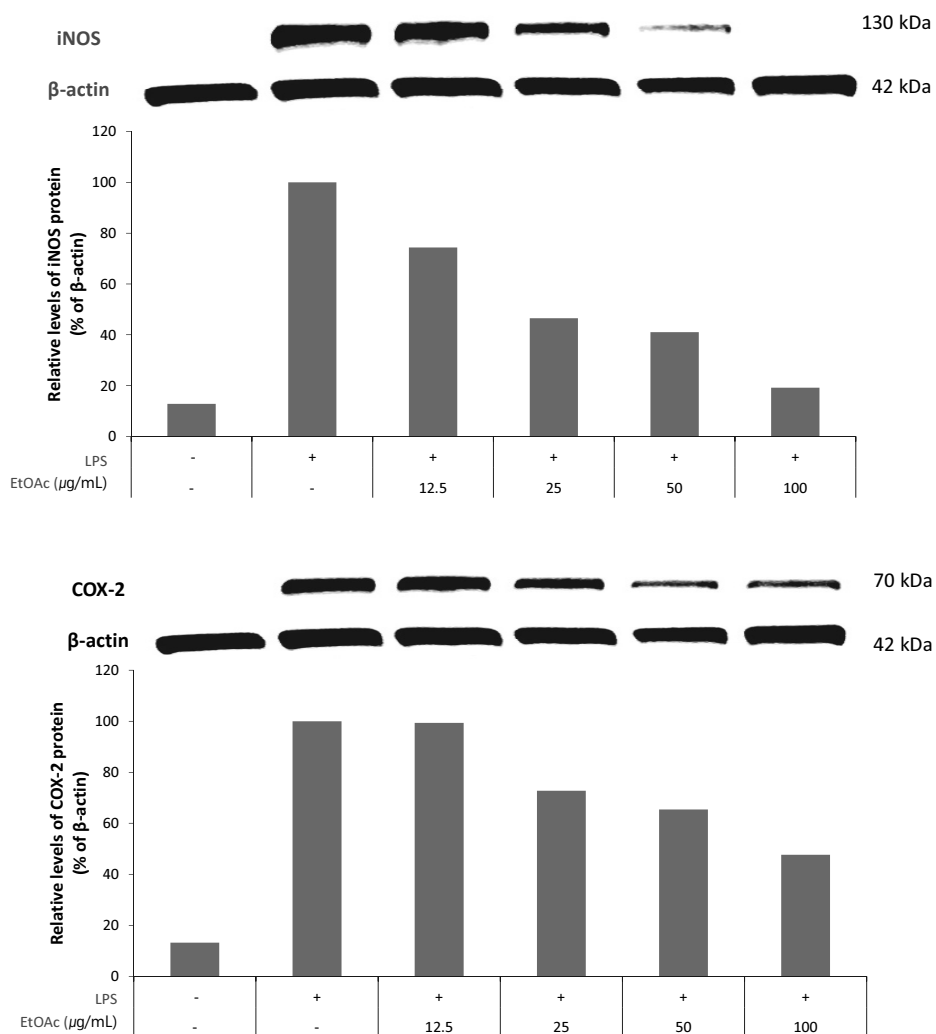 iNOS 130 kDa
β-actin 42 kDa
Relative levels of iNOS protein
(% of β-actin)
120
100
80
60
40
20
0
LPS - + + + + +
EtOAc (µg/mL) - - 12.5 25 50 100
COX-2 70 kDa
β-actin 42 kDa
Relative levels of COX-2 protein
(% of β-actin)
120
100
80
60
40
20
0
LPS - + + + + +
EtOAc (µg/mL) - - 12.5 25 50 100